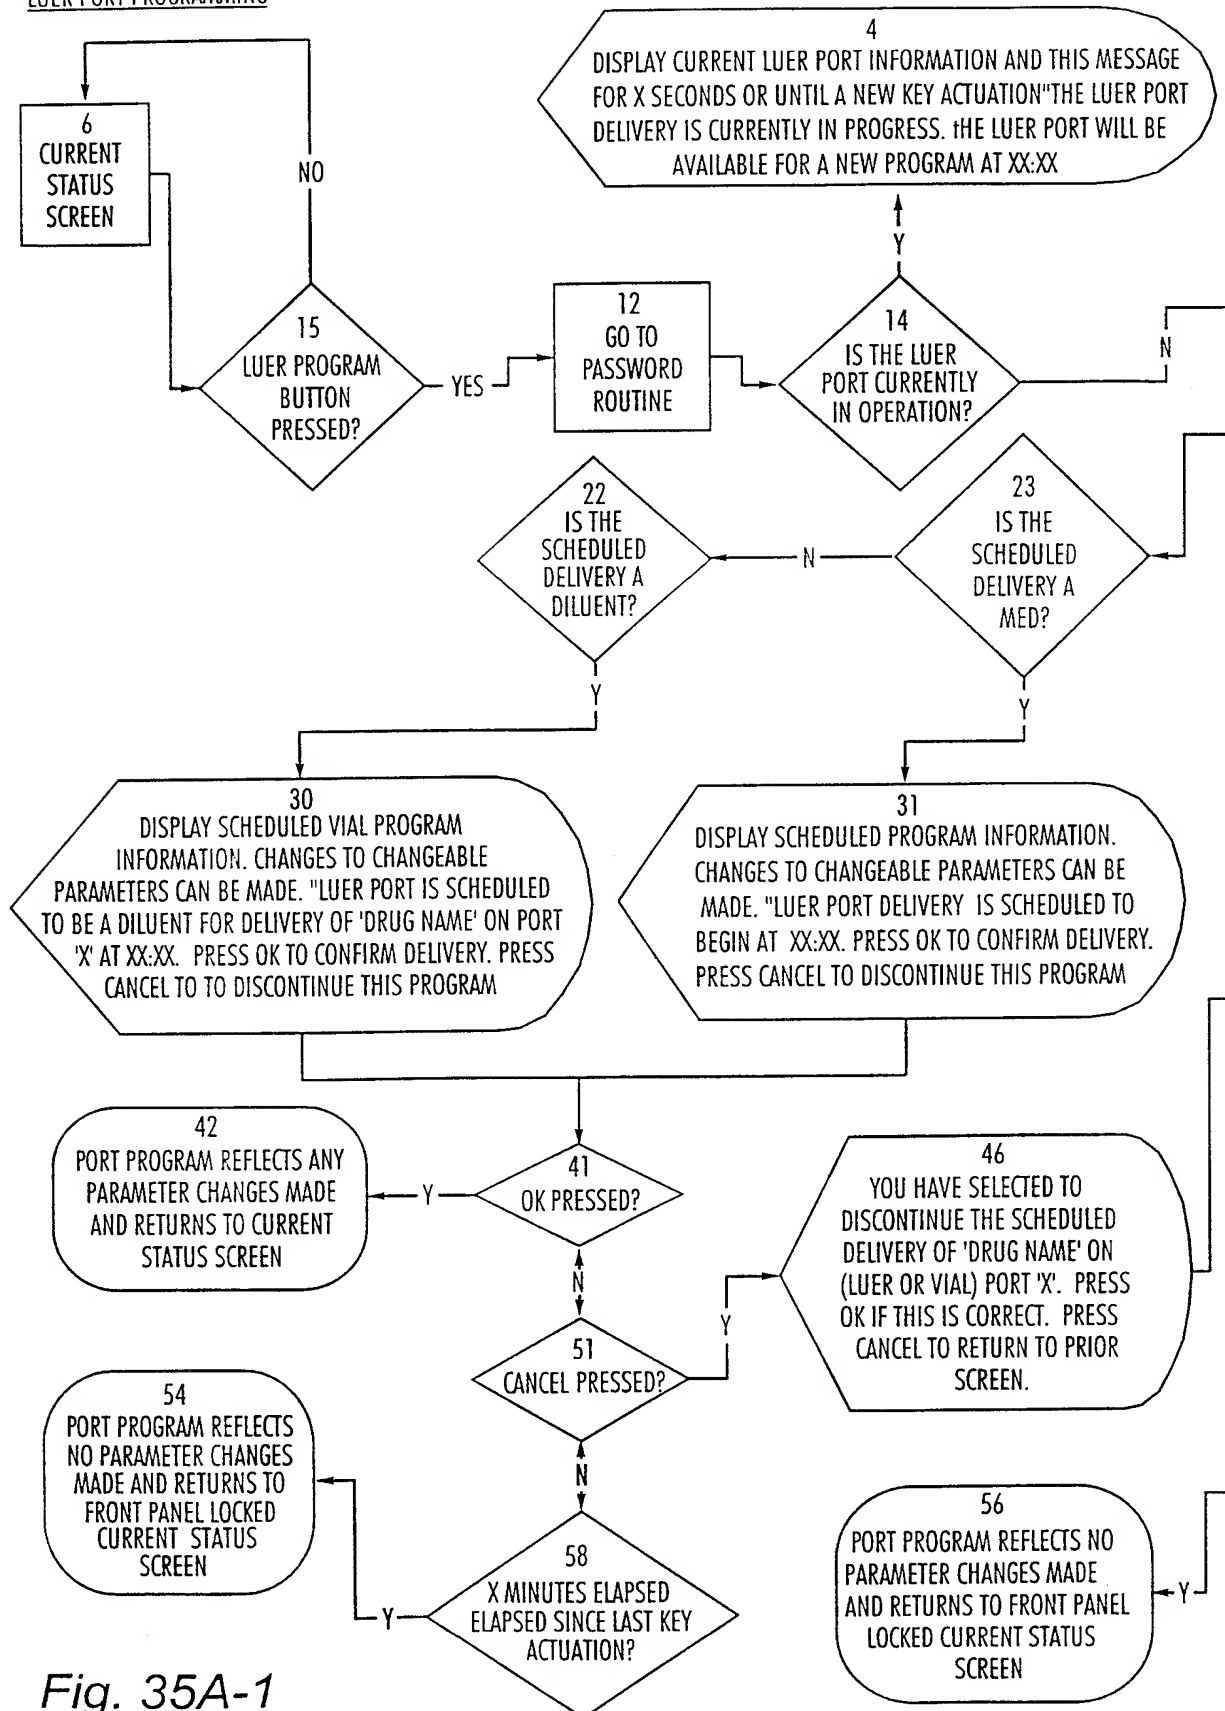 LUER PORT PROGRAMMING
6
CURRENT
STATUS
SCREEN
NO
4
DISPLAY CURRENT LUER PORT INFORMATION AND THIS MESSAGE
FOR X SECONDS OR UNTIL A NEW KEY ACTUATION"THE LUER PORT
DELIVERY IS CURRENTLY IN PROGRESS. tHE LUER PORT WILL BE
AVAILABLE FOR A NEW PROGRAM AT XX:XX
Y
15
LUER PROGRAM
BUTTON
PRESSED?
YES
12
GO TO
PASSWORD
ROUTINE
14
IS THE LUER
PORT CURRENTLY
IN OPERATION?
N
22
IS THE
SCHEDULED
DELIVERY A
DILUENT?
N
23
IS THE
SCHEDULED
DELIVERY A
MED?
Y
Y
30
DISPLAY SCHEDULED VIAL PROGRAM
INFORMATION. CHANGES TO CHANGEABLE
PARAMETERS CAN BE MADE. "LUER PORT IS SCHEDULED
TO BE A DILUENT FOR DELIVERY OF 'DRUG NAME' ON PORT
'X' AT XX:XX. PRESS OK TO CONFIRM DELIVERY. PRESS
CANCEL TO TO DISCONTINUE THIS PROGRAM
31
DISPLAY SCHEDULED PROGRAM INFORMATION.
CHANGES TO CHANGEABLE PARAMETERS CAN BE
MADE. "LUER PORT DELIVERY IS SCHEDULED TO
BEGIN AT XX:XX. PRESS OK TO CONFIRM DELIVERY.
PRESS CANCEL TO DISCONTINUE THIS PROGRAM
42
PORT PROGRAM REFLECTS ANY
PARAMETER CHANGES MADE
AND RETURNS TO CURRENT
STATUS SCREEN
Y
41
OK PRESSED?
N
46
YOU HAVE SELECTED TO
DISCONTINUE THE SCHEDULED
DELIVERY OF 'DRUG NAME' ON
(LUER OR VIAL) PORT 'X'. PRESS
OK IF THIS IS CORRECT. PRESS
CANCEL TO RETURN TO PRIOR
SCREEN.
Y
51
CANCEL PRESSED?
N
54
PORT PROGRAM REFLECTS
NO PARAMETER CHANGES
MADE AND RETURNS TO
FRONT PANEL LOCKED
CURRENT STATUS
SCREEN
Y
58
X MINUTES ELAPSED
ELAPSED SINCE LAST KEY
ACTUATION?
56
PORT PROGRAM REFLECTS NO
PARAMETER CHANGES MADE
AND RETURNS TO FRONT PANEL
LOCKED CURRENT STATUS
SCREEN
Y
Fig. 35A-1